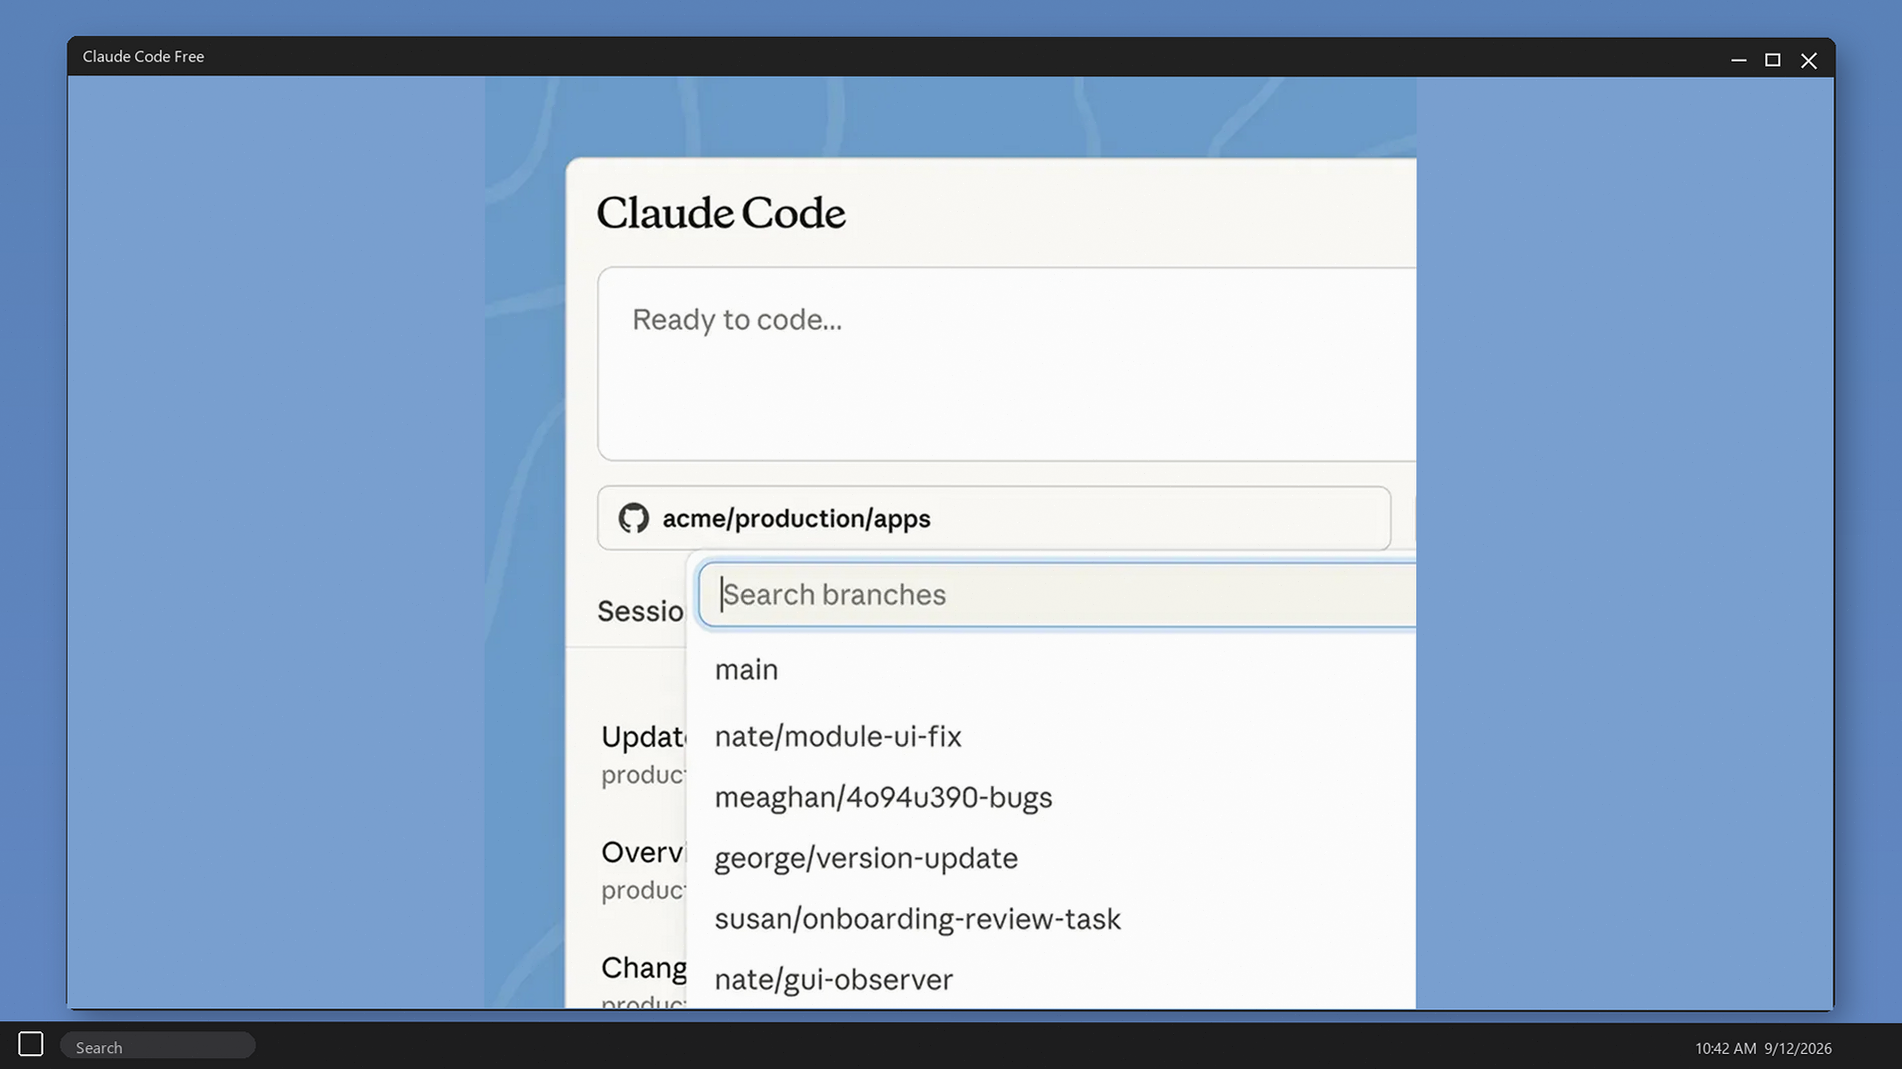 Claude Code Free
Claude Code
Ready to code...
acme/production/apps
Search branches
Sessio
main
nate/module-ui-fix
Updat
produc
meaghan/4o94u390-bugs
george/version-update
Overvi
produc
susan/onboarding-review-task
Chang
nate/gui-observer
produc
Search
10:42 AM 9/12/2026